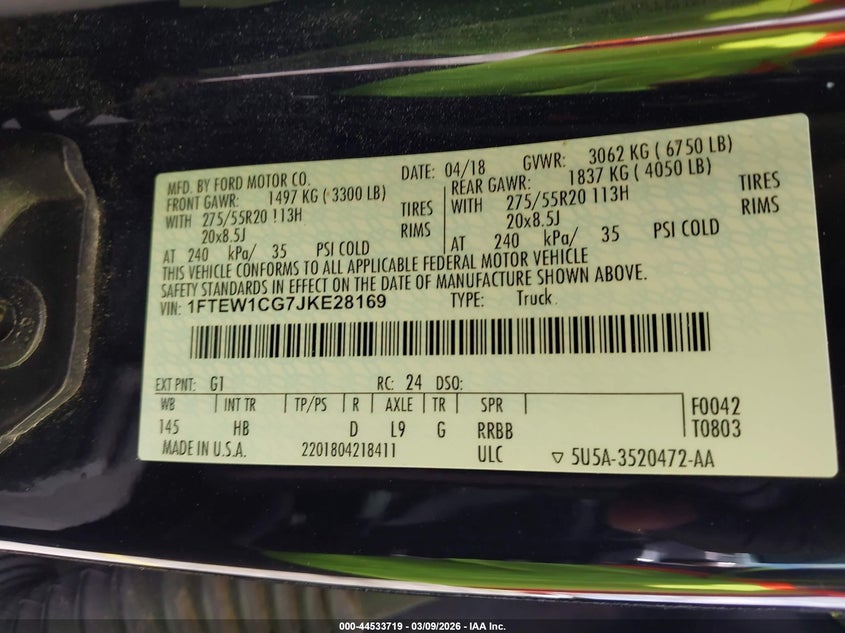 MFD. BY FORD MOTOR CO. DATE: 04/18 GVWR: 3062 KG ( 6750 LB)
FRONT GAWR: 1497 KG ( 3300 LB) REAR GAWR: 1837 KG ( 4050 LB)
WITH 275/55R20 113H TIRES WITH 275/55R20 113H TIRES
20x8.5J RIMS 20x8.5J RIMS
AT 240 kPa/ 35 PSI COLD AT 240 kPa/ 35 PSI COLD
THIS VEHICLE CONFORMS TO ALL APPLICABLE FEDERAL MOTOR VEHICLE
SAFETY STANDARDS IN EFFECT ON THE DATE OF MANUFACTURE SHOWN ABOVE.
VIN: 1FTEW1CG7JKE28169 TYPE: Truck
EXT PNT: G1 RC: 24 DSO:
WB INT TR TP/PS R AXLE TR SPR F0042
145 HB D L9 G RRBB T0803
MADE IN U.S.A. 2201804218411 ULC 5U5A-3520472-AA
000-44533719 - 03/09/2026 - IAA Inc.